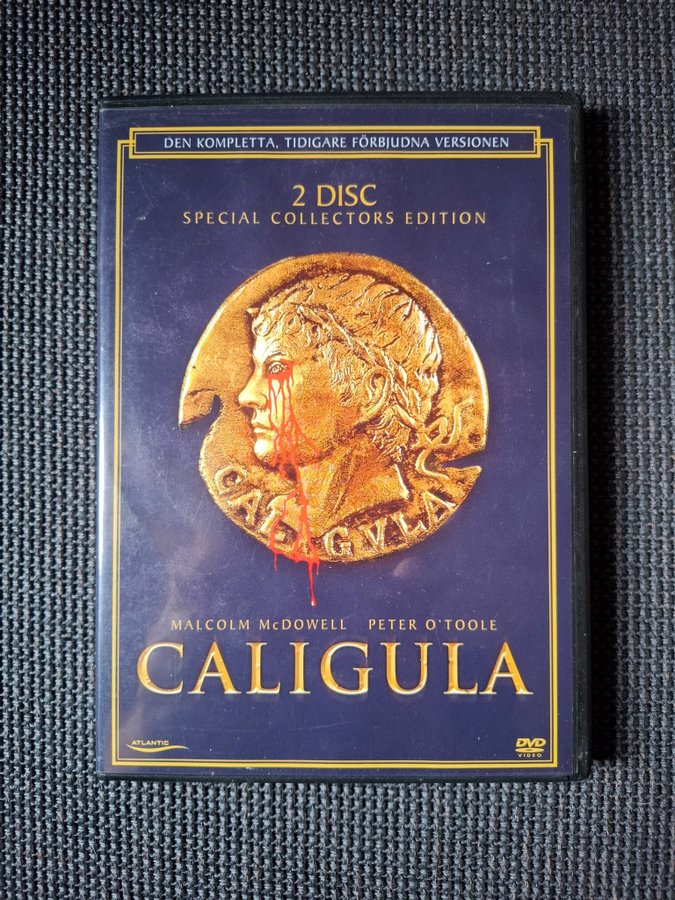 DEN KOMPLETTA, TIDIGARE FÖRBJUDNA VERSIONEN
2 DISC
SPECIAL COLLECTORS EDITION
CALIGVLA
MALCOLM McDOWELL PETER O'TOOLE
CALIGULA
ATLANTIC
DVD
VIDEO